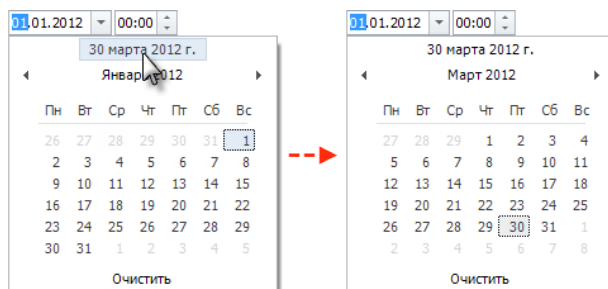 01.01.2012 00:00
30 марта 2012 г.
Январь 2012
Пн Вт Ср Чт Пт Сб Вс
26 27 28 29 30 31 1
2 3 4 5 6 7 8
9 10 11 12 13 14 15
16 17 18 19 20 21 22
23 24 25 26 27 28 29
30 31 1 2 3 4 5
Очистить
01.01.2012 00:00
30 марта 2012 г.
Март 2012
Пн Вт Ср Чт Пт Сб Вс
27 28 29 1 2 3 4
5 6 7 8 9 10 11
12 13 14 15 16 17 18
19 20 21 22 23 24 25
26 27 28 29 30 31 1
2 3 4 5 6 7 8
Очистить